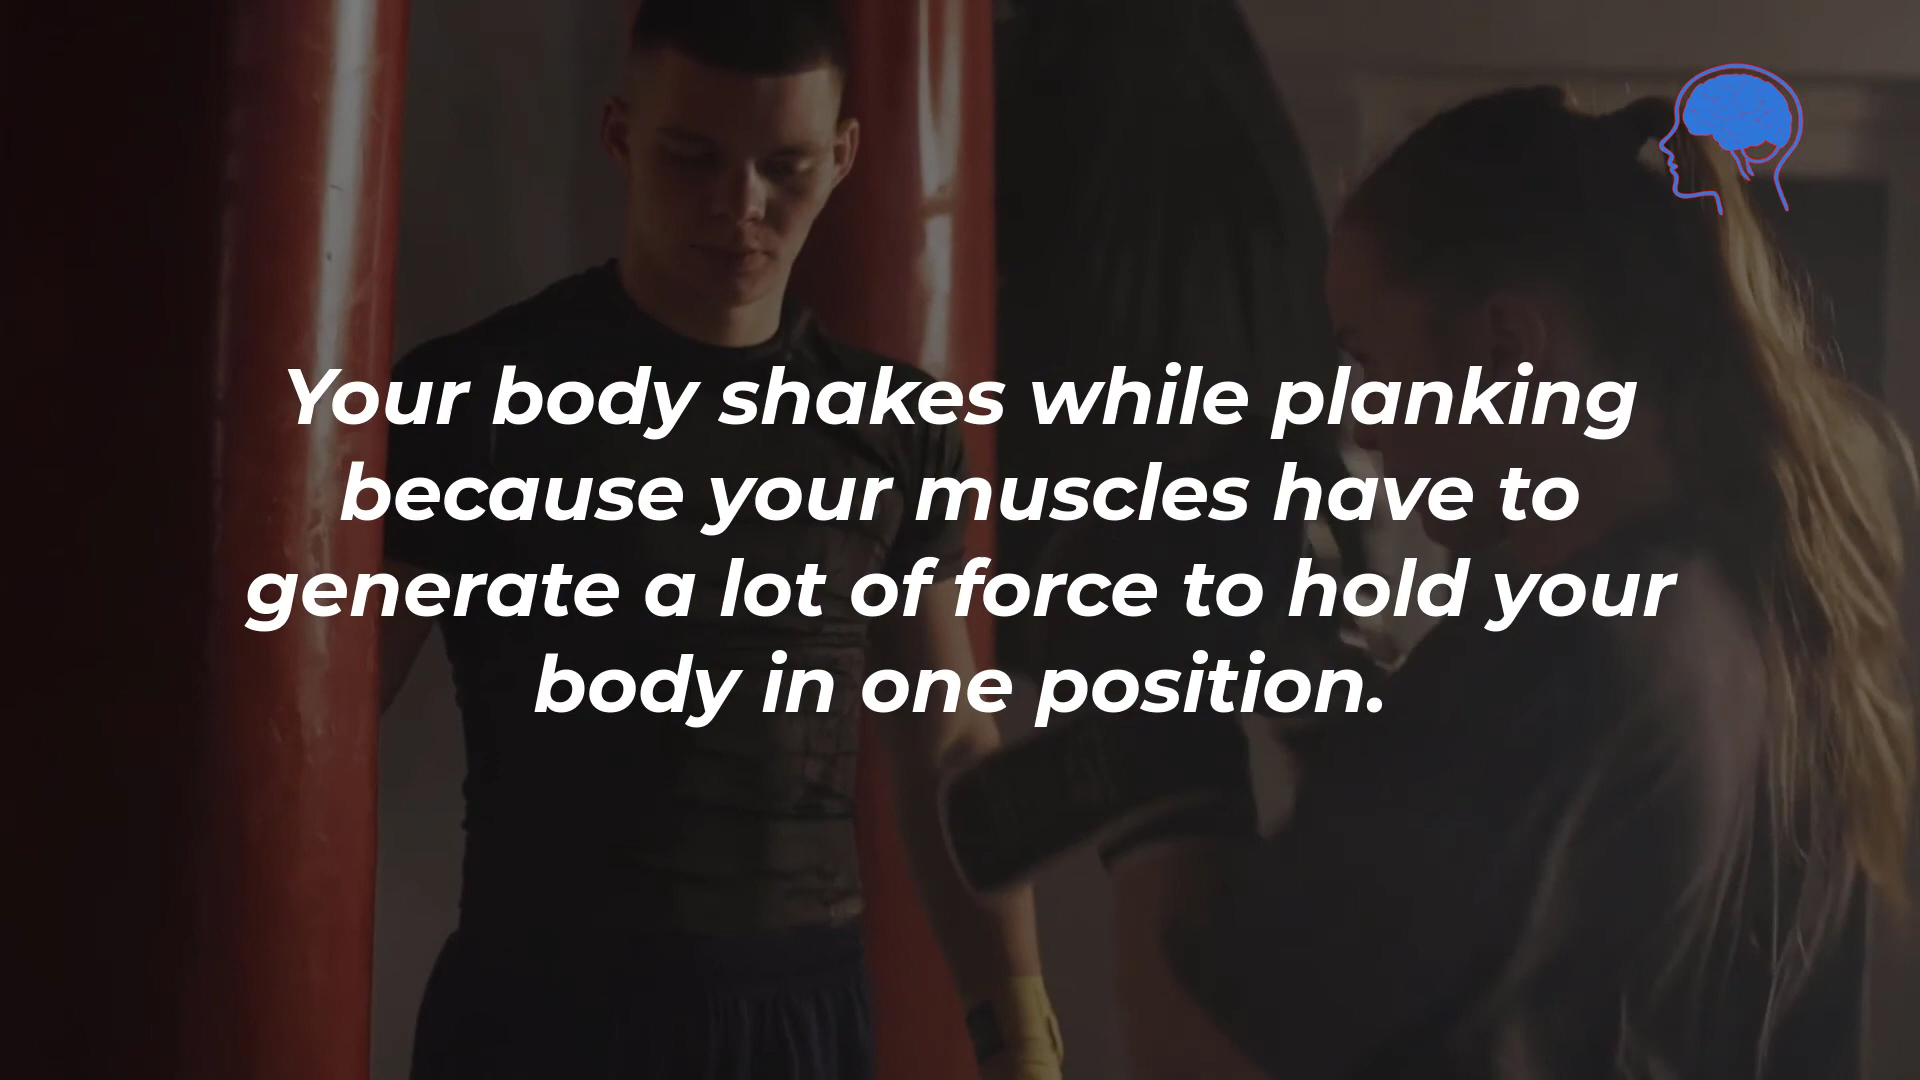 Your body shakes while planking
because your muscles have to
generate a lot of force to hold your
body in one position.